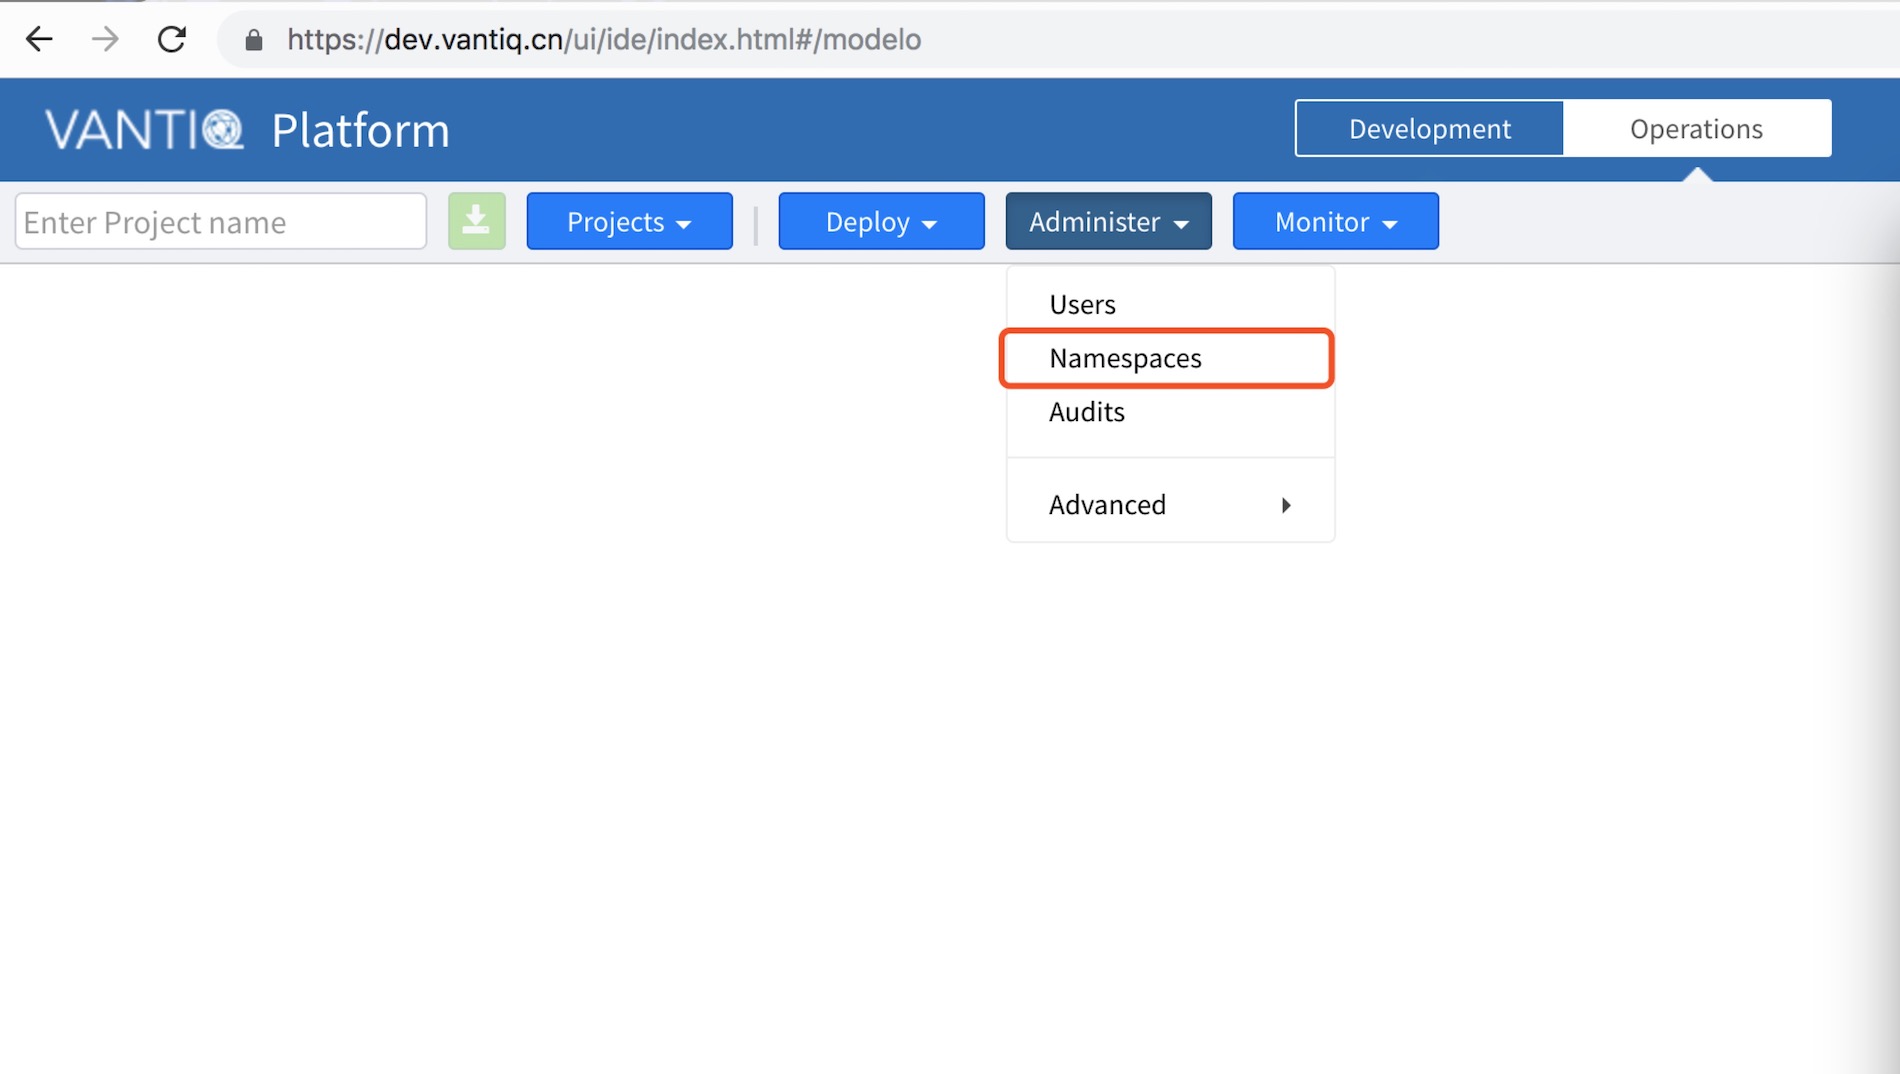 https://dev.vantiq.cn/ui/ide/index.html#/modelo
VANTIQ Platform
Development Operations
Enter Project name Projects Deploy Administer Monitor
Users
Namespaces
Audits
Advanced